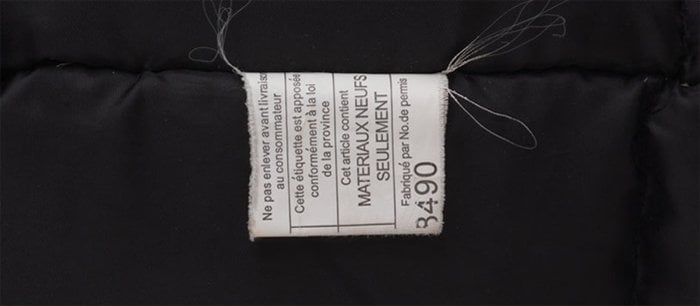 Ne pas enlever avant livraison
au consommateur
Cette étiquette est apposée
conformément à la loi
de la province
Cet article contient
MATERIAUX NEUFS
SEULEMENT
Fabriqué par No.de permis
3490